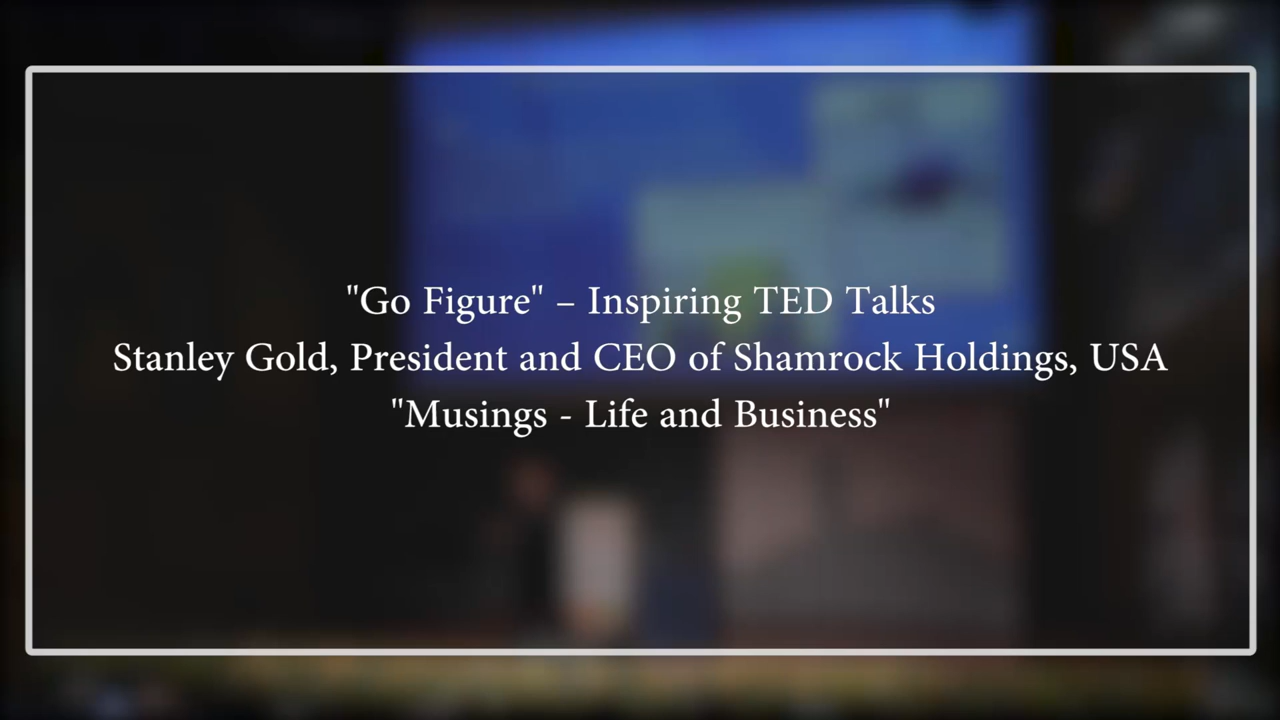 "Go Figure" – Inspiring TED Talks
Stanley Gold, President and CEO of Shamrock Holdings, USA
"Musings - Life and Business"